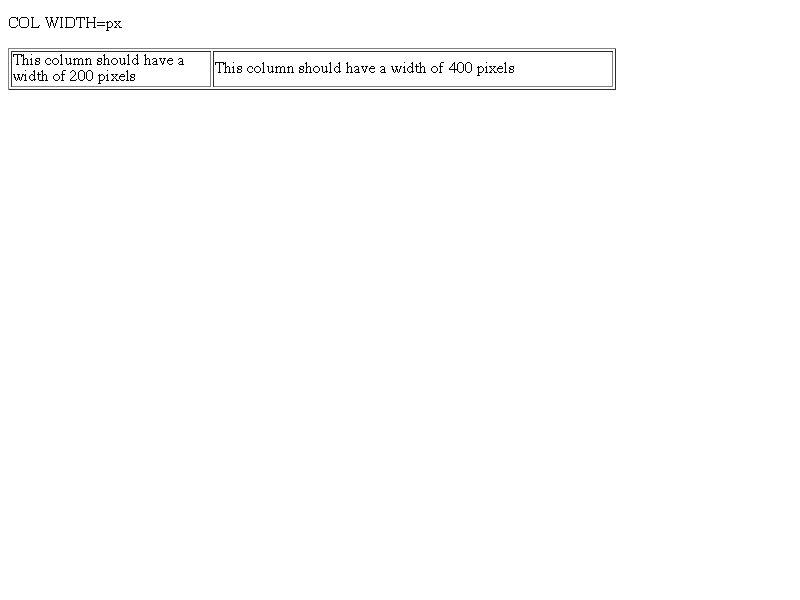 COL WIDTH=px
This column should have a
width of 200 pixels
This column should have a width of 400 pixels